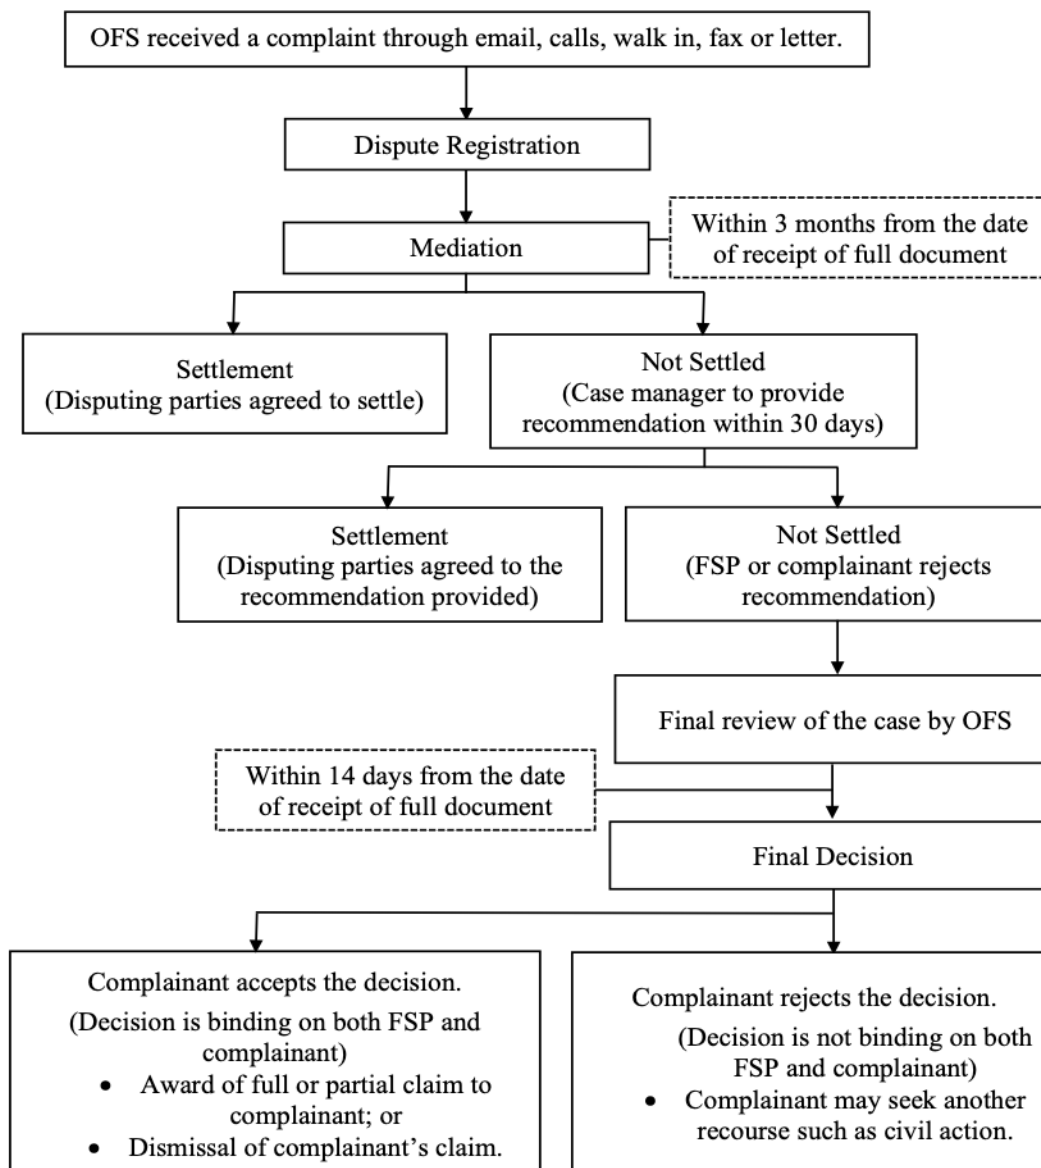 OFS received a complaint through email, calls, walk in, fax or letter.
Dispute Registration
Mediation
Within 3 months from the date
of receipt of full document
Settlement
(Disputing parties agreed to settle)
Not Settled
(Case manager to provide
recommendation within 30 days)
Settlement
(Disputing parties agreed to the
recommendation provided)
Not Settled
(FSP or complainant rejects
recommendation)
Final review of the case by OFS
Within 14 days from the date
of receipt of full document
Final Decision
Complainant accepts the decision.
(Decision is binding on both FSP and
complainant)
• Award of full or partial claim to
complainant; or
• Dismissal of complainant’s claim.
Complainant rejects the decision.
(Decision is not binding on both
FSP and complainant)
• Complainant may seek another
recourse such as civil action.